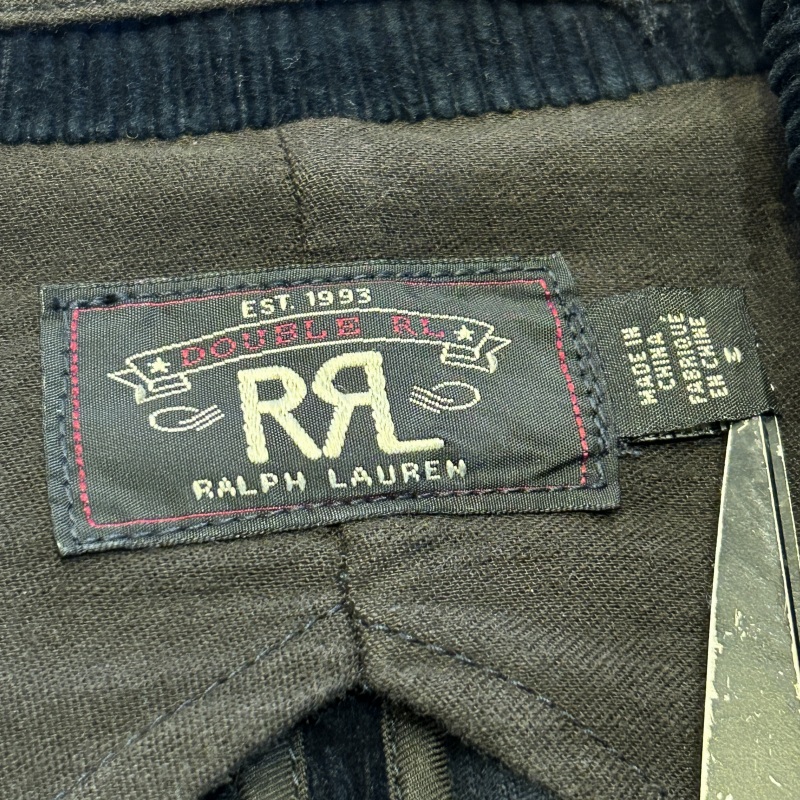 EST. 1993
DOUBLE RL
RRL
RALPH LAUREN
MADE IN
CHINA
FABRIQUÉ
EN CHINE
M